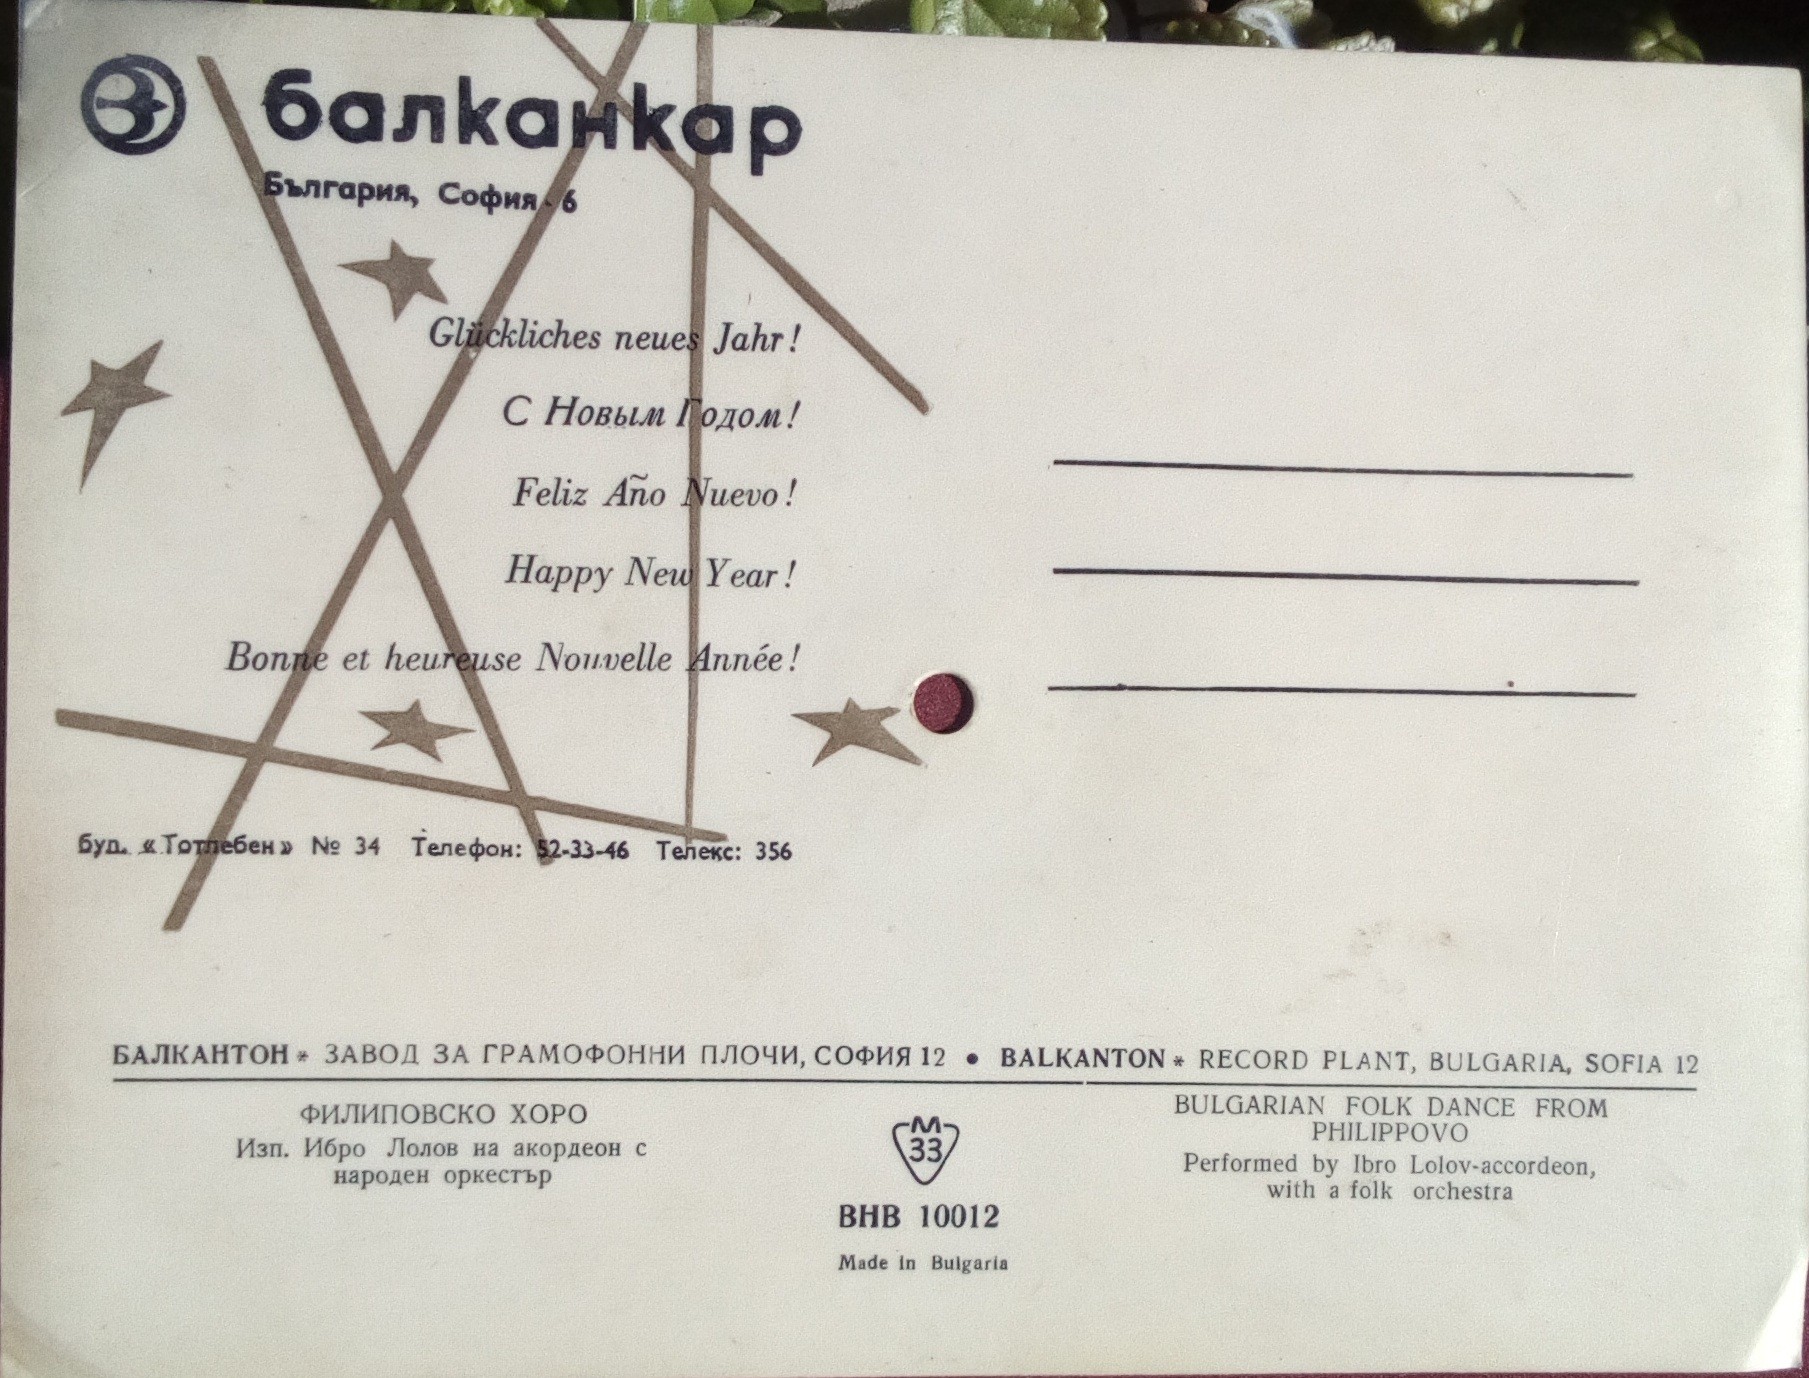 балканкар
България, София - 6
Glückliches neues Jahr!
С Новым Годом!
Feliz Año Nuevo!
Happy New Year!
Bonne et heureuse Nouvelle Année!
бул. «Тотлебен» № 34 Телефон: 52-33-46 Телекс: 356
БАЛКАНТОН * ЗАВОД ЗА ГРАМОФОННИ ПЛОЧИ, СОФИЯ 12 • BALKANTON * RECORD PLANT, BULGARIA, SOFIA 12
ФИЛИПОВСКО ХОРО
Изп. Ибро Лолов на акордеон с
народен оркестър
М
33
ВНВ 10012
Made in Bulgaria
BULGARIAN FOLK DANCE FROM
PHILIPPOVO
Performed by Ibro Lolov-accordeon,
with a folk orchestra